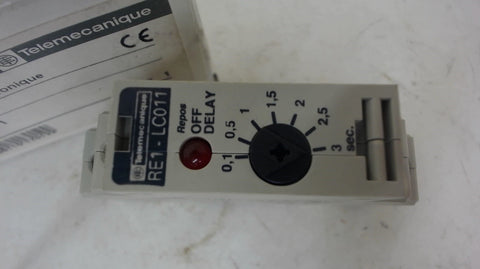 Telemecanique
CE
canique
Telemecanique
RE1 - LC011
Repos
OFF
DELAY
0,1
0,5
1
1,5
2
2,5
3
sec.